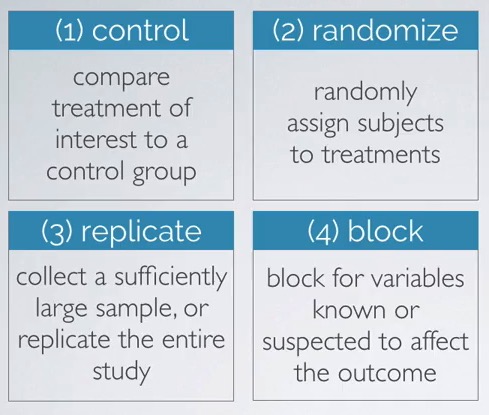 (1) control
compare
treatment of
interest to a
control group
(2) randomize
randomly
assign subjects
to treatments
(3) replicate
collect a sufficiently
large sample, or
replicate the entire
study
(4) block
block for variables
known or
suspected to affect
the outcome